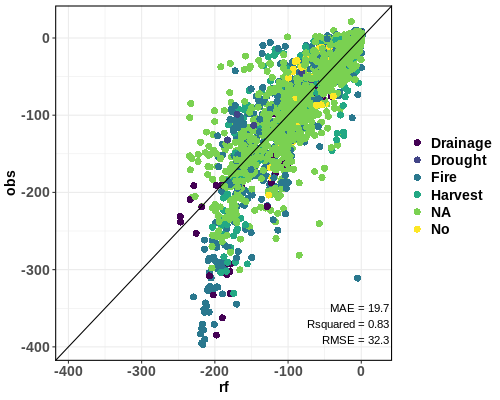 0
-100
-200
-300
-400
obs
-400 -300 -200 -100 0
rf
MAE = 19.7
Rsquared = 0.83
RMSE = 32.3
Drainage
Drought
Fire
Harvest
NA
No